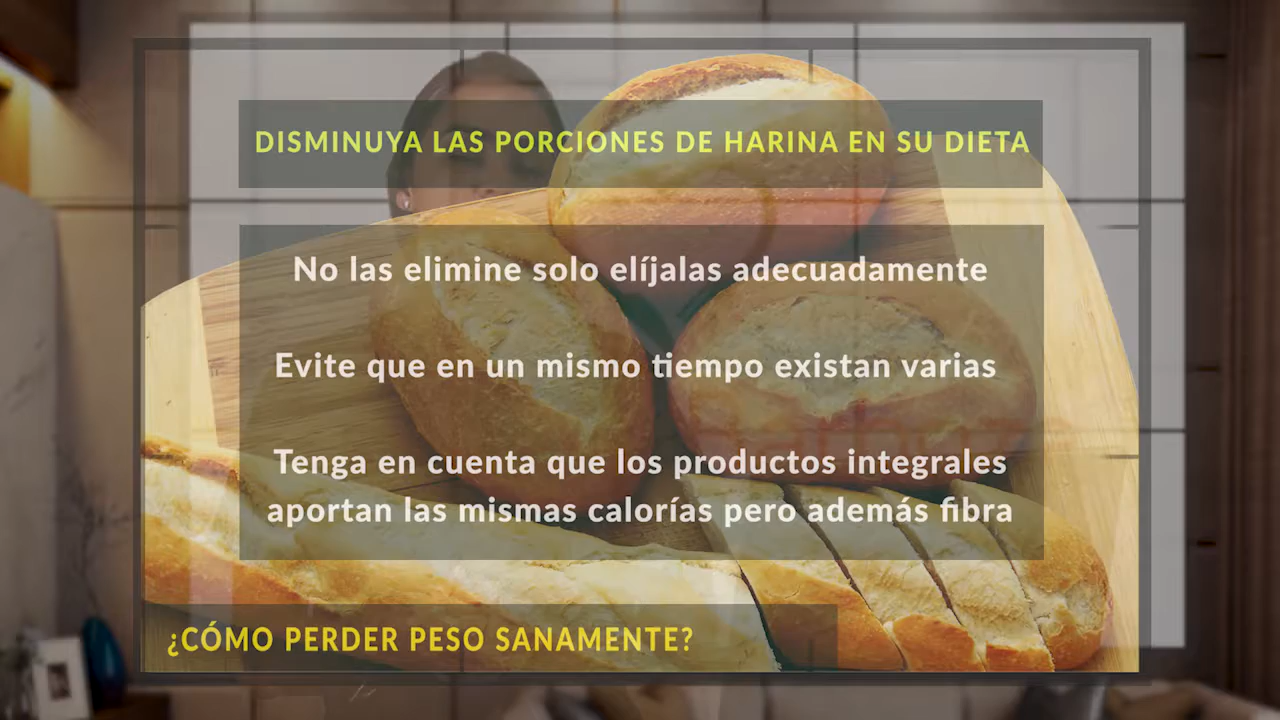 DISMINUYA LAS PORCIONES DE HARINA EN SU DIETA
No las elimine solo elíjalas adecuadamente
Evite que en un mismo tiempo existan varias
Tenga en cuenta que los productos integrales
aportan las mismas calorías pero además fibra
¿CÓMO PERDER PESO SANAMENTE?